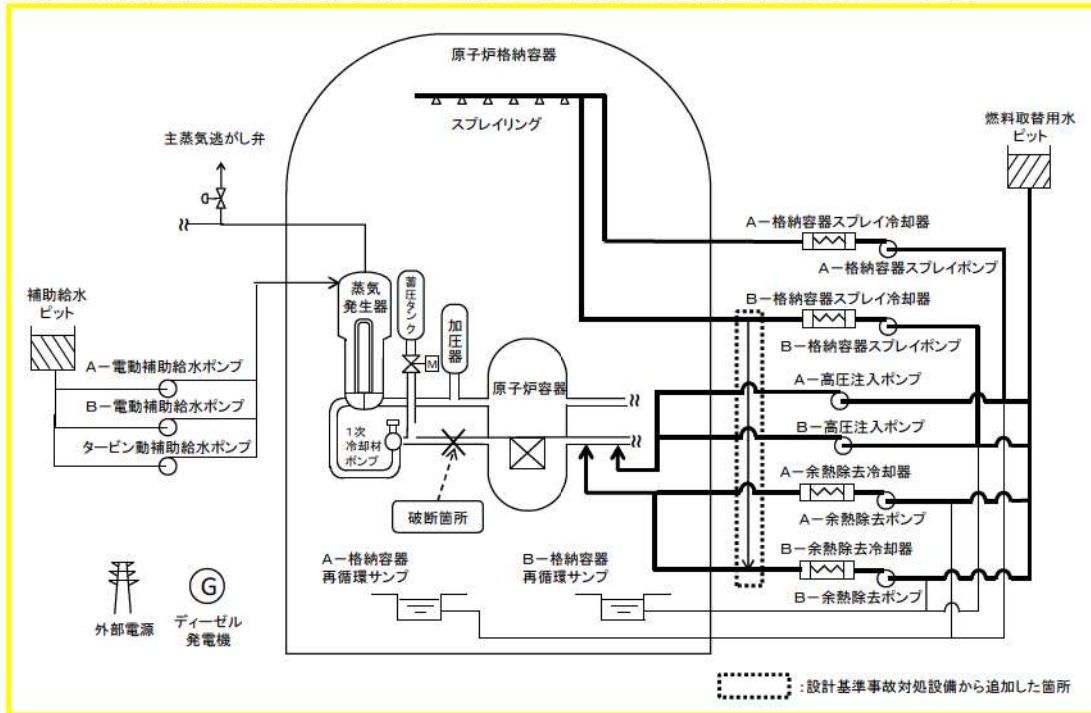 原子炉格納容器
スプレイリング
燃料取替用水
ピット
主蒸気逃がし弁
A-格納容器スプレイ冷却器
A-格納容器スプレイポンプ
補助給水
ピット
蒸気
発生器
蓄圧タンク
加圧器
M
B-格納容器スプレイ冷却器
B-格納容器スプレイポンプ
A-電動補助給水ポンプ
B-電動補助給水ポンプ
タービン動補助給水ポンプ
原子炉容器
A-高圧注入ポンプ
B-高圧注入ポンプ
1次
冷却材
ポンプ
破断箇所
A-余熱除去冷却器
A-余熱除去ポンプ
B-余熱除去冷却器
B-余熱除去ポンプ
A-格納容器
再循環サンプ
B-格納容器
再循環サンプ
外部電源
G
ディーゼル
発電機
:設計基準事故対処設備から追加した箇所